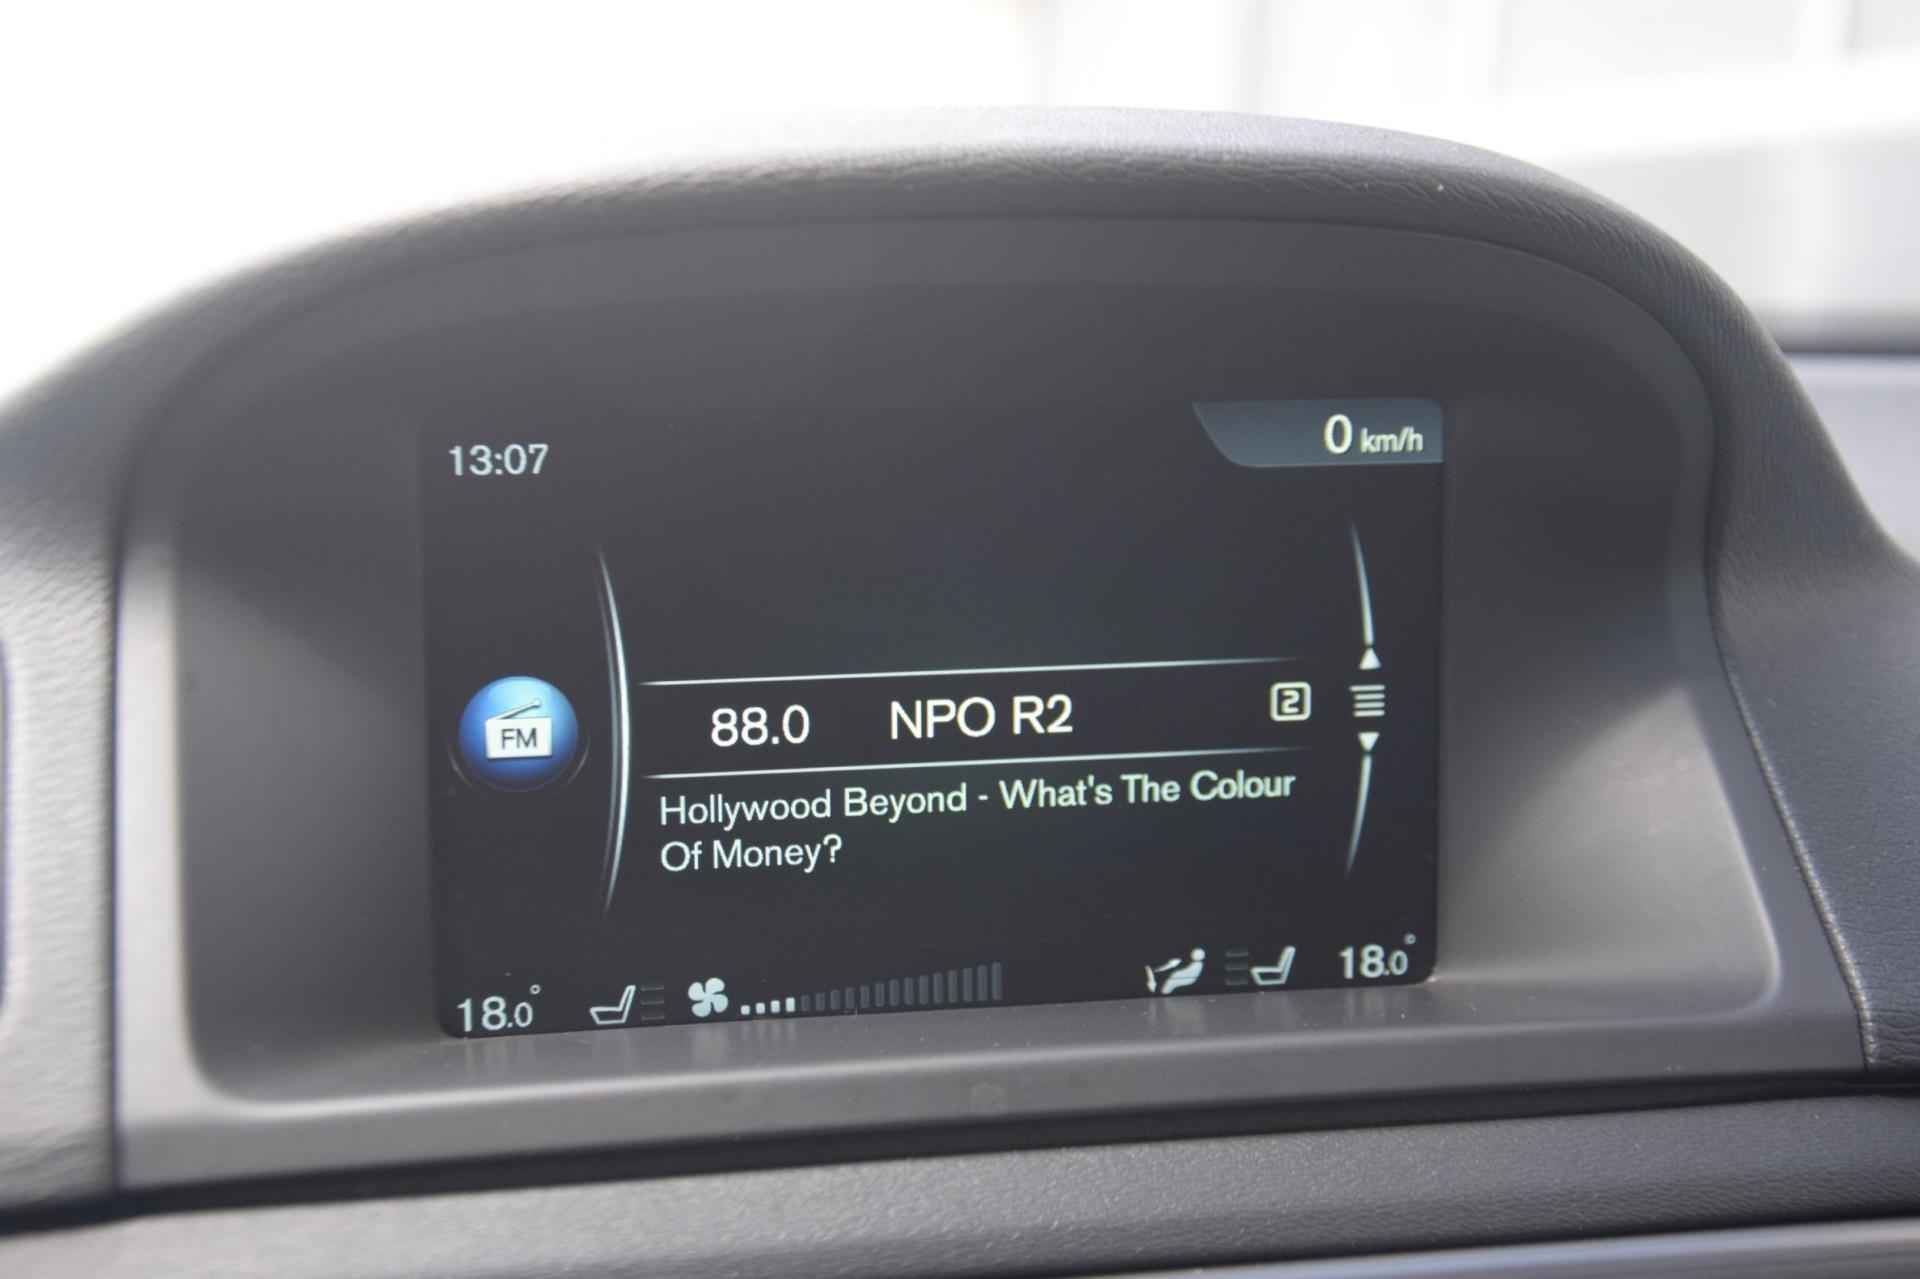 13:07
0 km/h
FM
88.0 NPO R2 2
Hollywood Beyond - What's The Colour
Of Money?
18.0° 18.0°